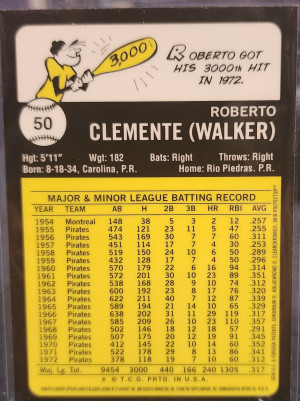 3,000
ROBERTO GOT
HIS 3000th HIT
IN 1972.
50
ROBERTO
CLEMENTE (WALKER)
Hgt: 5'11" Wgt: 182 Bats: Right Throws: Right
Born: 8-18-34, Carolina, P.R. Home: Rio Piedras, P.R.
MAJOR & MINOR LEAGUE BATTING RECORD
YEAR TEAM AB H 2B 3B HR RBI AVG
1954 Montreal 148 38 5 3 2 12 .257
1955 Pirates 474 121 23 11 5 47 .255
1956 Pirates 543 169 30 7 7 60 .311
1957 Pirates 451 114 17 7 4 30 .253
1958 Pirates 519 150 24 10 6 50 .289
1959 Pirates 432 128 17 7 4 50 .296
1960 Pirates 570 179 22 6 16 94 .314
1961 Pirates 572 201 30 10 23 89 .351
1962 Pirates 538 168 28 9 10 74 .312
1963 Pirates 600 192 23 8 17 76 .320
1964 Pirates 622 211 40 7 12 87 .339
1965 Pirates 589 194 21 14 10 65 .329
1966 Pirates 638 202 31 11 29 119 .317
1967 Pirates 585 209 26 10 23 110 .357
1968 Pirates 502 146 18 12 18 57 .291
1969 Pirates 507 175 20 12 19 91 .345
1970 Pirates 412 145 22 10 14 60 .352
1971 Pirates 522 178 29 8 13 86 .341
1972 Pirates 378 118 19 7 10 60 .312
Maj. Lg. Tot. 9454 3000 440 166 240 1305 .317
© T.C.G. PRTD. IN U.S.A.